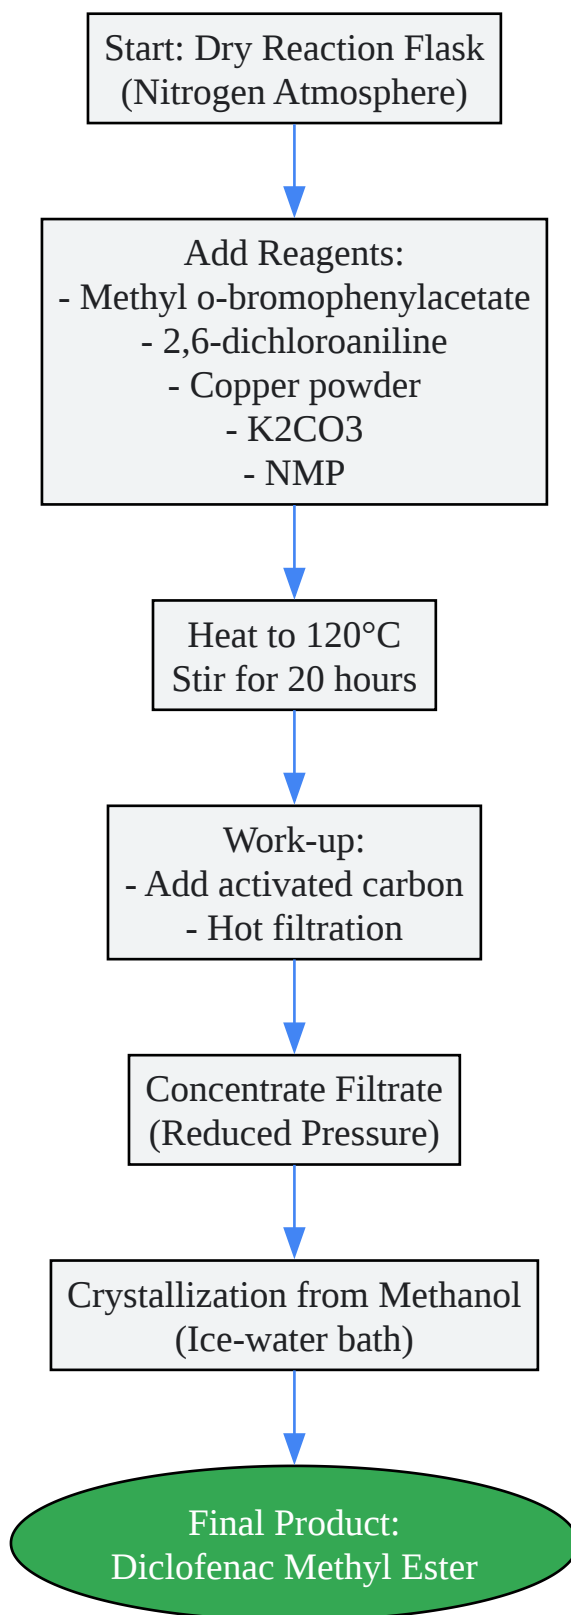 Start: Dry Reaction Flask
(Nitrogen Atmosphere)
Add Reagents:
- Methyl o-bromophenylacetate
- 2,6-dichloroaniline
- Copper powder
- K2CO3
- NMP
Heat to 120°C
Stir for 20 hours
Work-up:
- Add activated carbon
- Hot filtration
Concentrate Filtrate
(Reduced Pressure)
Crystallization from Methanol
(Ice-water bath)
Final Product:
Diclofenac Methyl Ester